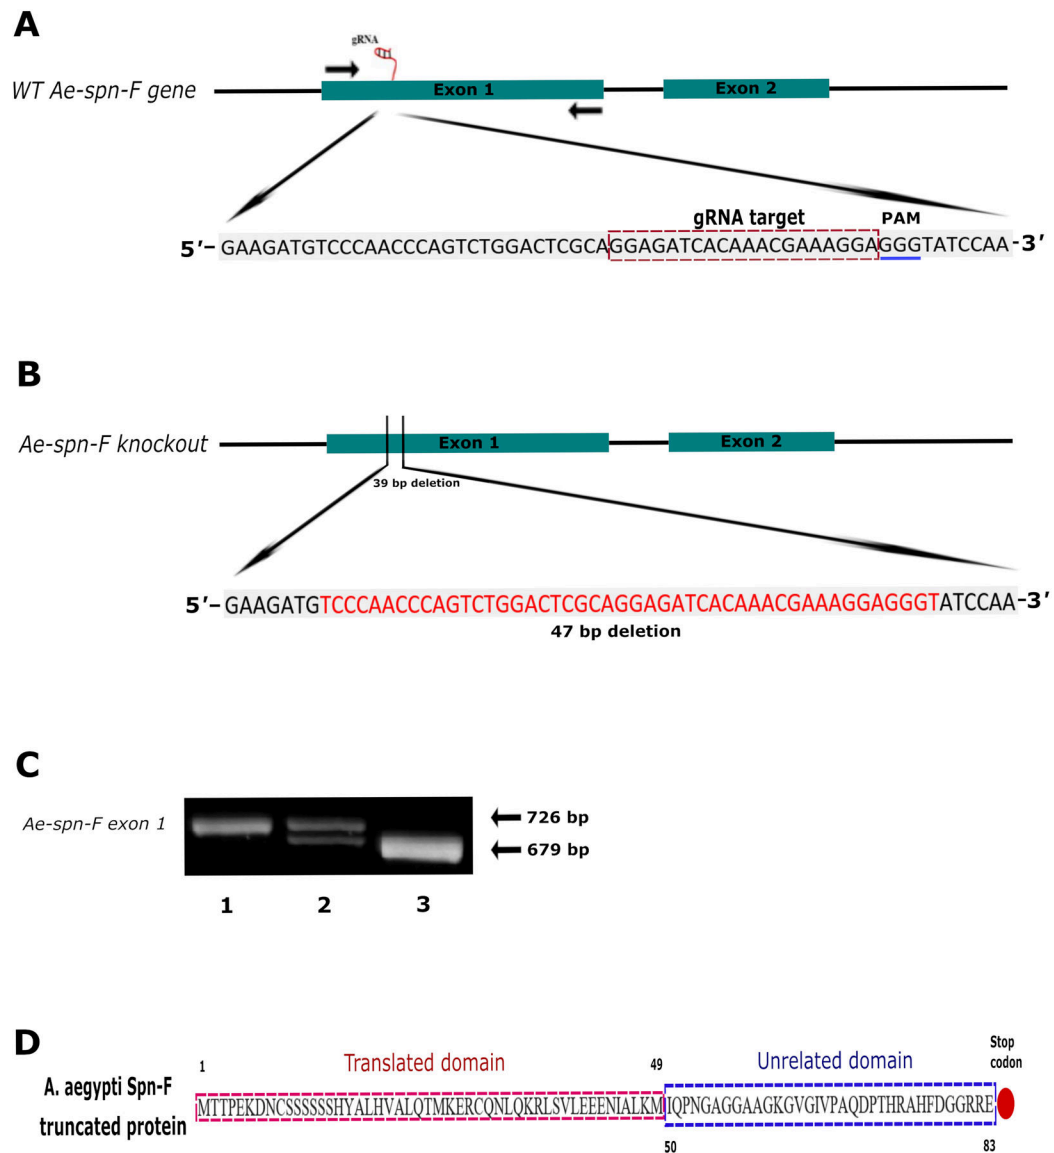 A
gRNA
WT Ae-spn-F gene
Exon 1
Exon 2
gRNA target
PAM
5′– GAAGATGTCCCAACCCAGTCTGGACTCGCAGGAGATCACAAACGAAAGGAGGGTATCCAA -3′
B
Ae-spn-F knockout
Exon 1
Exon 2
39 bp deletion
5′– GAAGATGTCCCAACCCAGTCTGGACTCGCAGGAGATCACAAACGAAAGGAGGGTATCCAA -3′
47 bp deletion
C
Ae-spn-F exon 1
726 bp
679 bp
1 2 3
D
1
Translated domain
49
Unrelated domain
Stop
codon
A. aegypti Spn-F
truncated protein
MTTPEKDNCSSSSSSHYALHVALQTMKERCQNLQKRLSVLEEENIALKMIQPNGAGGAAGKGVGIVPAQDPTHRAHFDGGRRE
50
83